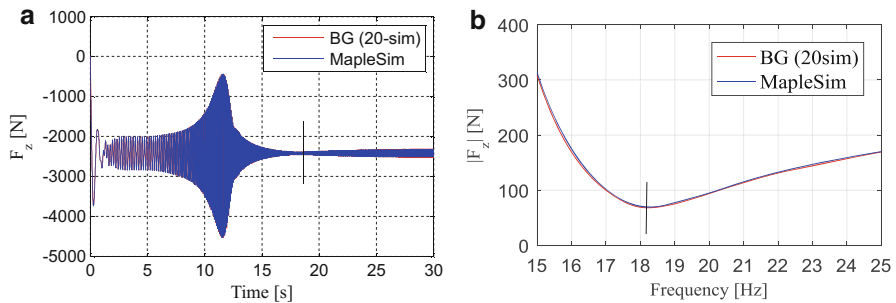 a
1000
0
-1000
-2000
-3000
-4000
-5000
F_z [N]
BG (20-sim)
MapleSim
0 5 10 15 20 25 30
Time [s]
b
400
300
200
100
0
|F_z| [N]
BG (20sim)
MapleSim
15 16 17 18 19 20 21 22 23 24 25
Frequency [Hz]